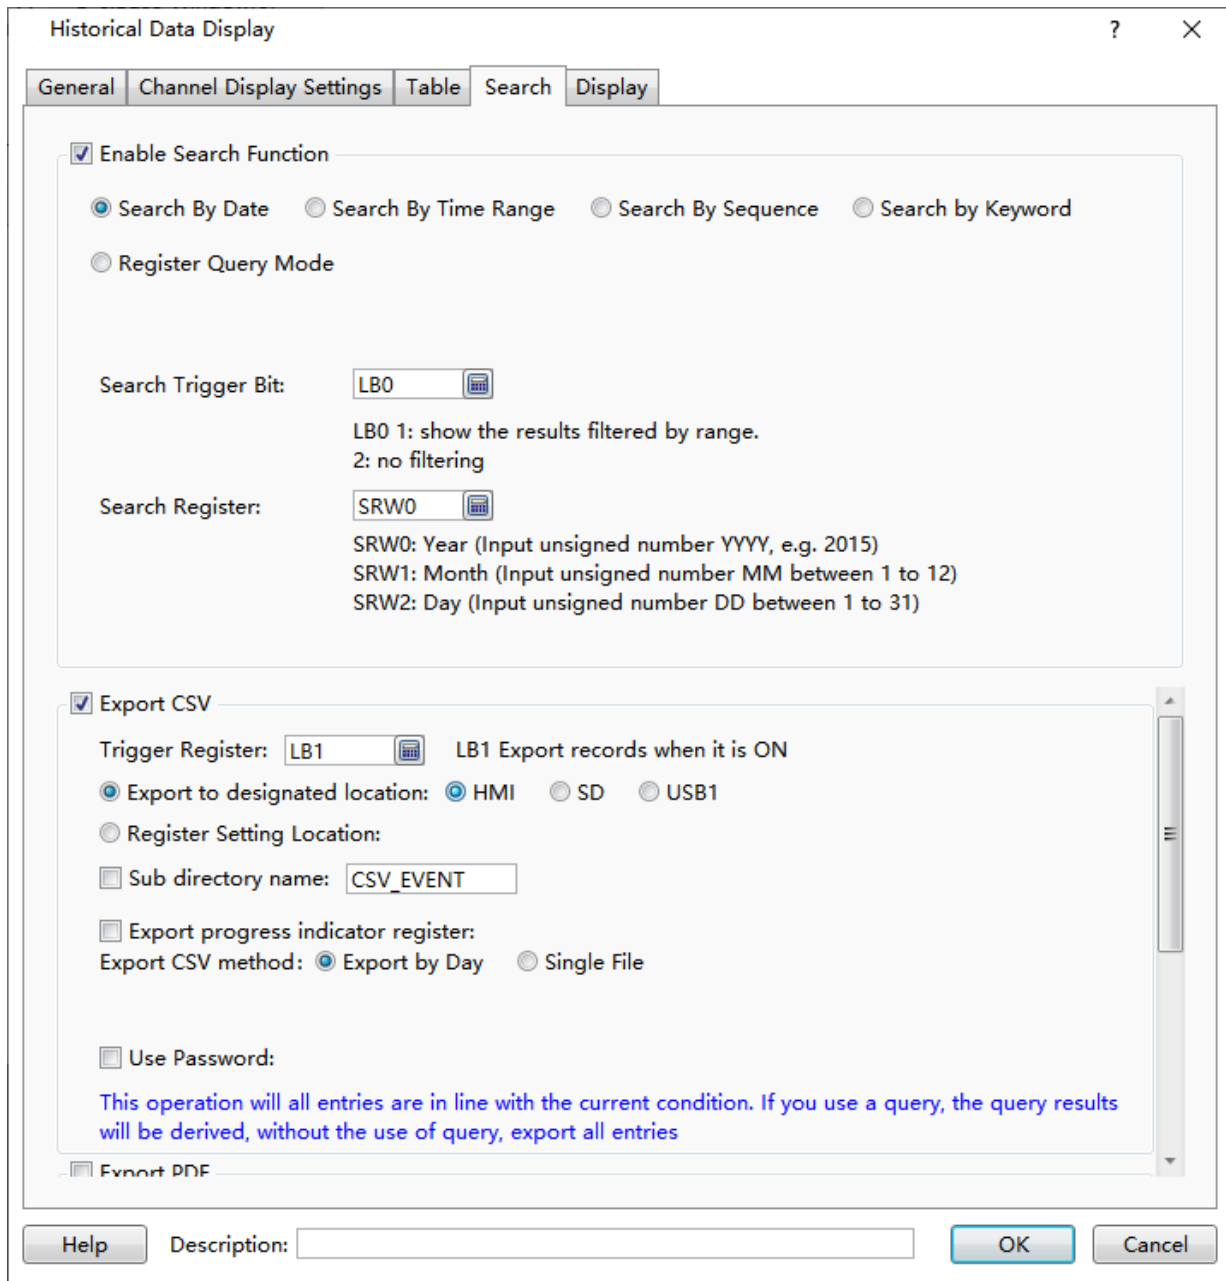 Historical Data Display ?
General Channel Display Settings Table Search Display
Enable Search Function
Search By Date Search By Time Range Search By Sequence Search by Keyword
Register Query Mode
Search Trigger Bit: LB0
LB0 1: show the results filtered by range.
2: no filtering
Search Register: SRW0
SRW0: Year (Input unsigned number YYYY, e.g. 2015)
SRW1: Month (Input unsigned number MM between 1 to 12)
SRW2: Day (Input unsigned number DD between 1 to 31)
Export CSV
Trigger Register: LB1 LB1 Export records when it is ON
Export to designated location: HMI SD USB1
Register Setting Location:
Sub directory name: CSV_EVENT
Export progress indicator register:
Export CSV method: Export by Day Single File
Use Password:
This operation will all entries are in line with the current condition. If you use a query, the query results
will be derived, without the use of query, export all entries
Export PDF
Help Description: OK Cancel